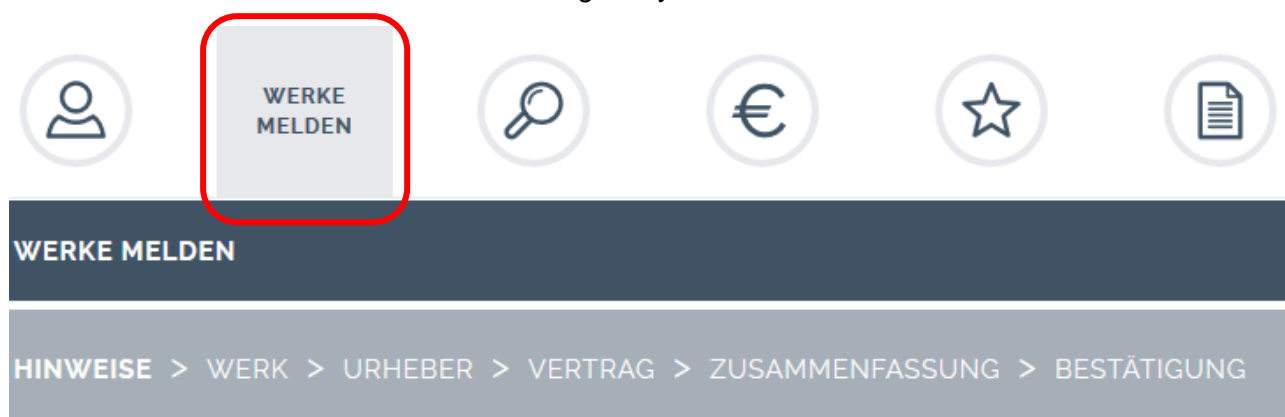 WERKE
MELDEN
€
WERKE MELDEN
HINWEISE > WERK > URHEBER > VERTRAG > ZUSAMMENFASSUNG > BESTÄTIGUNG